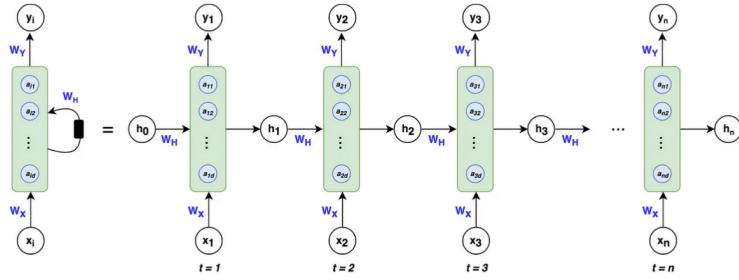 yi y1 y2 y3 yn
WY WY WY WY WY
ai1 a11 a21 a31 an1
WH
ai2 a12 a22 a32 an2
= h0 h1 h2 h3 ... hn
WH WH WH WH
⋮ ⋮ ⋮ ⋮ ⋮
aid a1d a2d a3d and
WX WX WX WX WX
xi x1 x2 x3 xn
t = 1 t = 2 t = 3 t = n